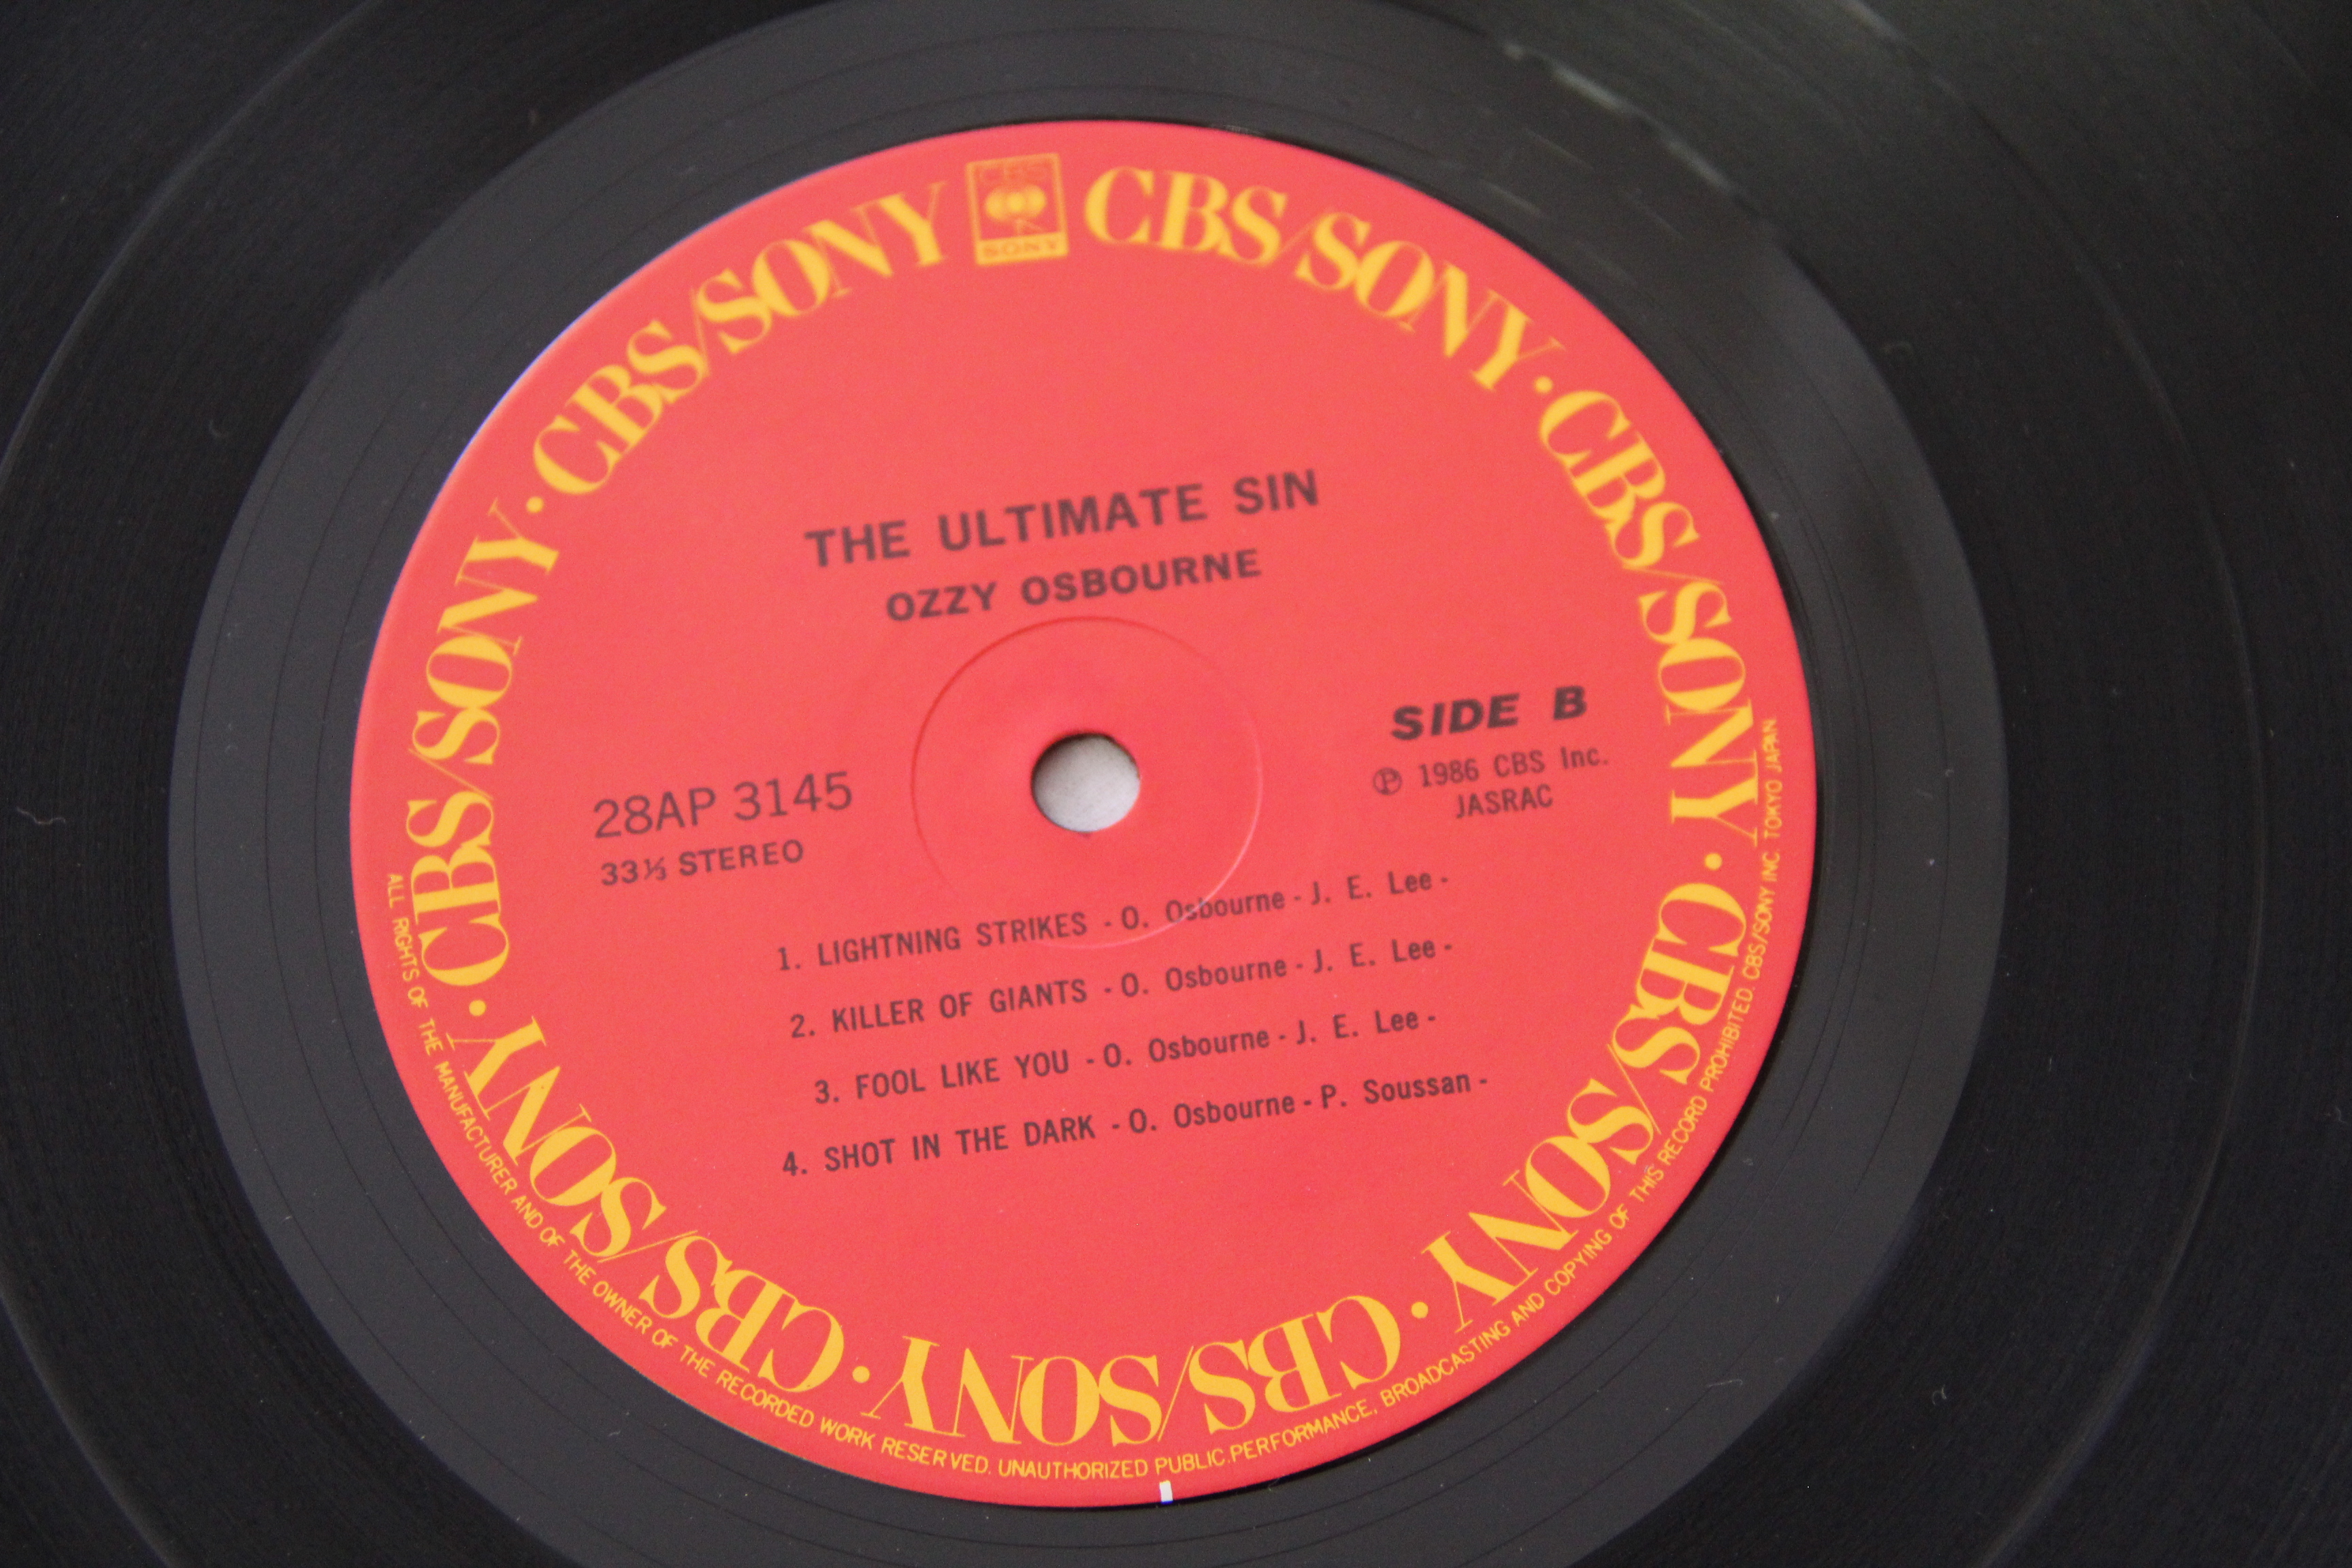 CBS
SONY
CBS/SONY · CBS/SONY · CBS/SONY · CBS/SONY · CBS/SONY · CBS/SONY · CBS/SONY
THE ULTIMATE SIN
OZZY OSBOURNE
SIDE B
28AP 3145
Ⓟ 1986 CBS Inc.
33⅓ STEREO
JASRAC
1. LIGHTNING STRIKES - O. Osbourne - J. E. Lee -
2. KILLER OF GIANTS - O. Osbourne - J. E. Lee -
3. FOOL LIKE YOU - O. Osbourne - J. E. Lee -
4. SHOT IN THE DARK - O. Osbourne - P. Soussan -
ALL RIGHTS OF THE MANUFACTURER AND OF THE OWNER OF THE RECORDED WORK RESERVED. UNAUTHORIZED PUBLIC.PERFORMANCE, BROADCASTING AND COPYING OF THIS RECORD PROHIBITED. CBS/SONY INC. TOKYO JAPAN